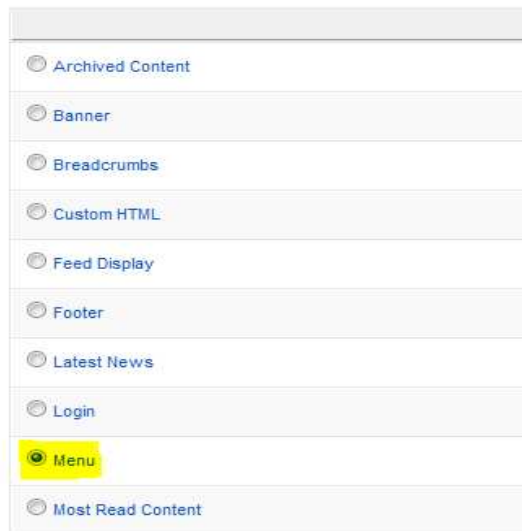 Archived Content
Banner
Breadcrumbs
Custom HTML
Feed Display
Footer
Latest News
Login
Menu
Most Read Content